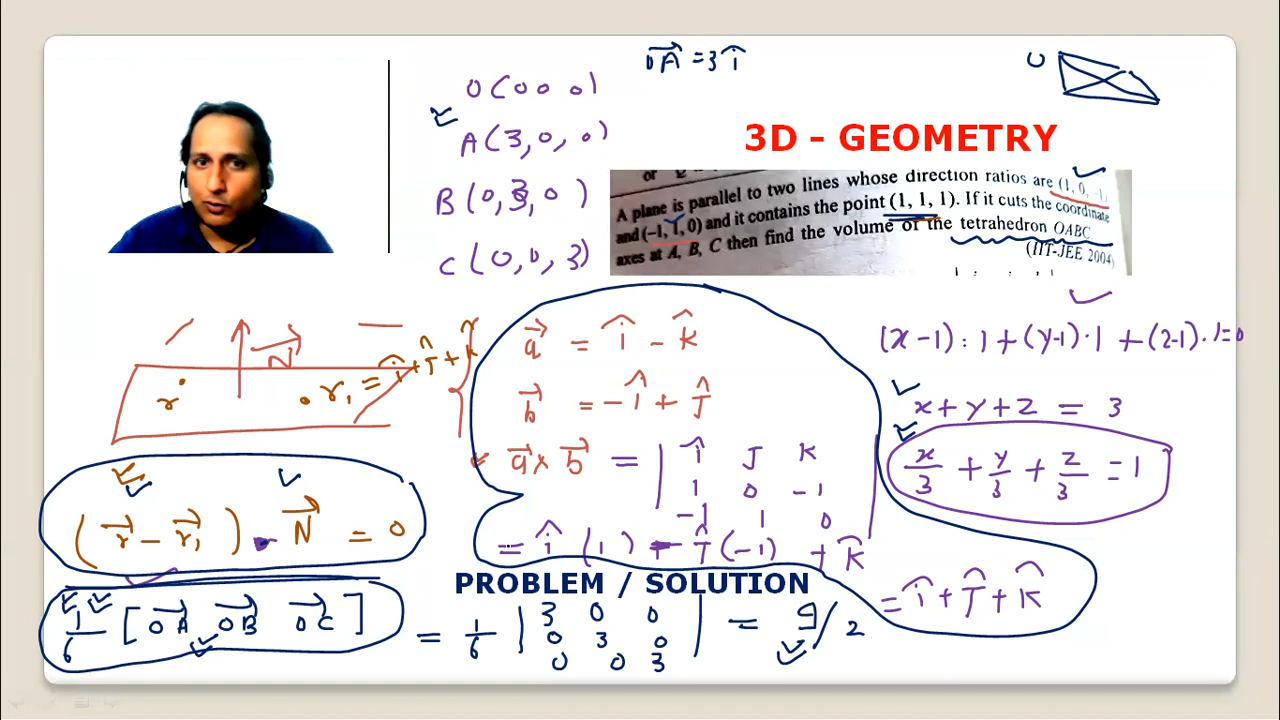 O(0 0 0)
A(3, 0, 0)
B(0, 3, 0)
C(0, 0, 3)
OA = 3î
O
3D – GEOMETRY
or
A plane is parallel to two lines whose direction ratios are (1, 0, -1,
and (–1, 1, 0) and it contains the point (1, 1, 1). If it cuts the coordinate
axes at A, B, C then find the volume of the tetrahedron OABC
(IIT-JEE 2004)
N
r
r₁ = î + ĵ + k̂
a = î - k̂
b = -î + ĵ
a × b = | î J K
1 0 -1
-1 1 0
= î(1) - ĵ(-1) + k̂
= î + ĵ + k̂
(x-1)·1 + (y-1)·1 + (z-1)·1 = 0
x + y + z = 3
x/3 + y/3 + z/3 = 1
(r - r₁) · N = 0
PROBLEM / SOLUTION
1/6 [OA OB OC] = 1/6 | 3 0 0 | = 9/2
0 3 0
0 0 3